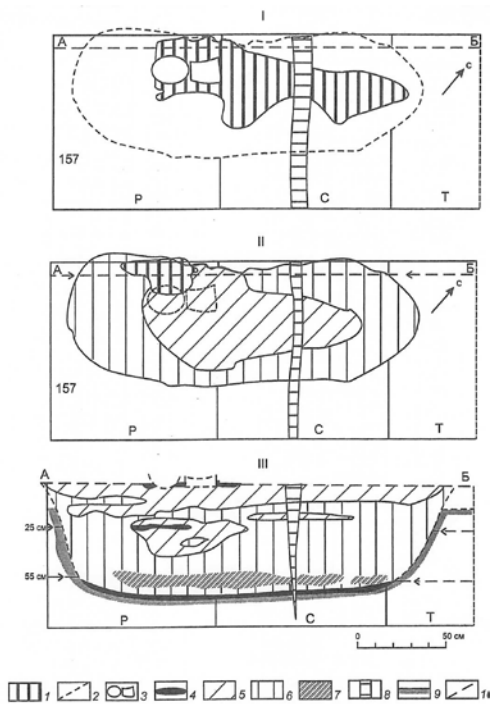 I
А Б
с
157
Р С Т
II
А Б
с
157
Р С Т
III
А Б
25 см
55 см
Р С Т
0 50 см
1 2 3 4 5 6 7 8 9